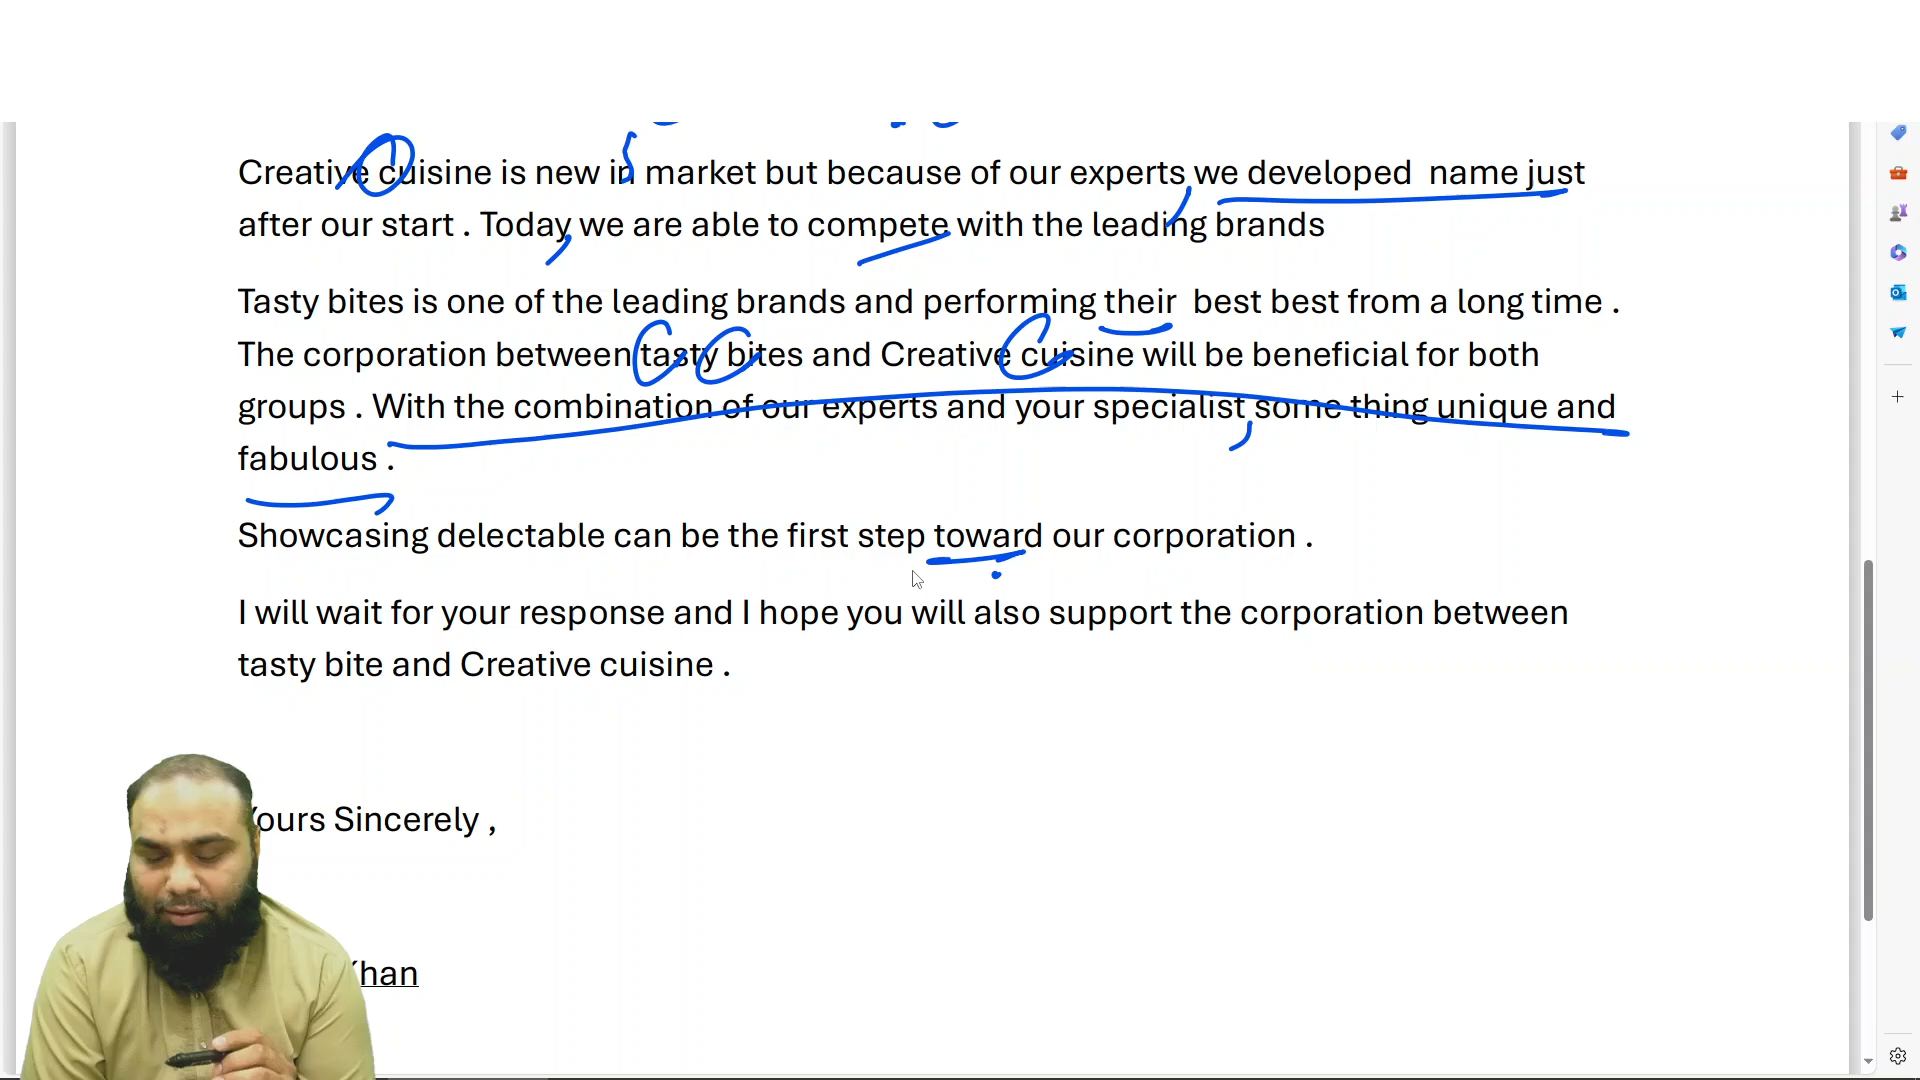 Creative cuisine is new in market but because of our experts we developed name just
after our start . Today we are able to compete with the leading brands
Tasty bites is one of the leading brands and performing their best best from a long time .
The corporation between tasty bites and Creative cuisine will be beneficial for both
groups . With the combination of our experts and your specialist some thing unique and
fabulous .
Showcasing delectable can be the first step toward our corporation .
I will wait for your response and I hope you will also support the corporation between
tasty bite and Creative cuisine .
Yours Sincerely ,
Khan